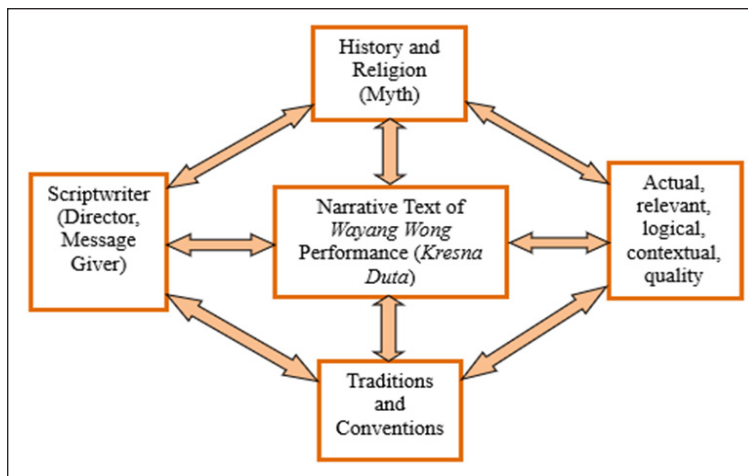 History and
Religion
(Myth)
Scriptwriter
(Director,
Message
Giver)
Narrative Text of
Wayang Wong
Performance (Kresna
Duta)
Actual,
relevant,
logical,
contextual,
quality
Traditions
and
Conventions